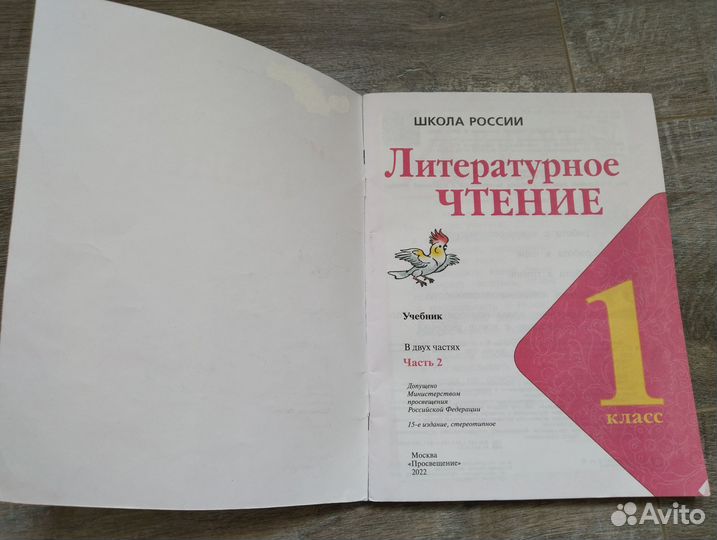 ШКОЛА РОССИИ
Литературное
ЧТЕНИЕ
Учебник
В двух частях
Часть 2
Допущено
Министерством
просвещения
Российской Федерации
15-е издание, стереотипное
1
класс
Москва
«Просвещение»
2022
Avito